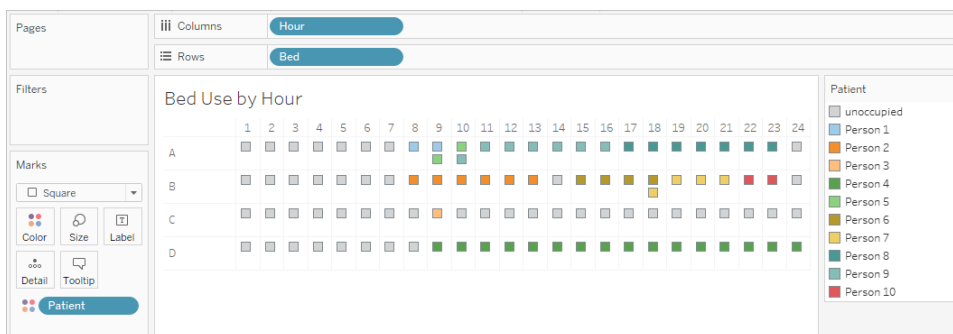 Pages
Columns
Hour
Rows
Bed
Filters
Marks
Square
Color
Size
Label
Detail
Tooltip
Patient
Bed Use by Hour
1 2 3 4 5 6 7 8 9 10 11 12 13 14 15 16 17 18 19 20 21 22 23 24
A
B
C
D
Patient
unoccupied
Person 1
Person 2
Person 3
Person 4
Person 5
Person 6
Person 7
Person 8
Person 9
Person 10